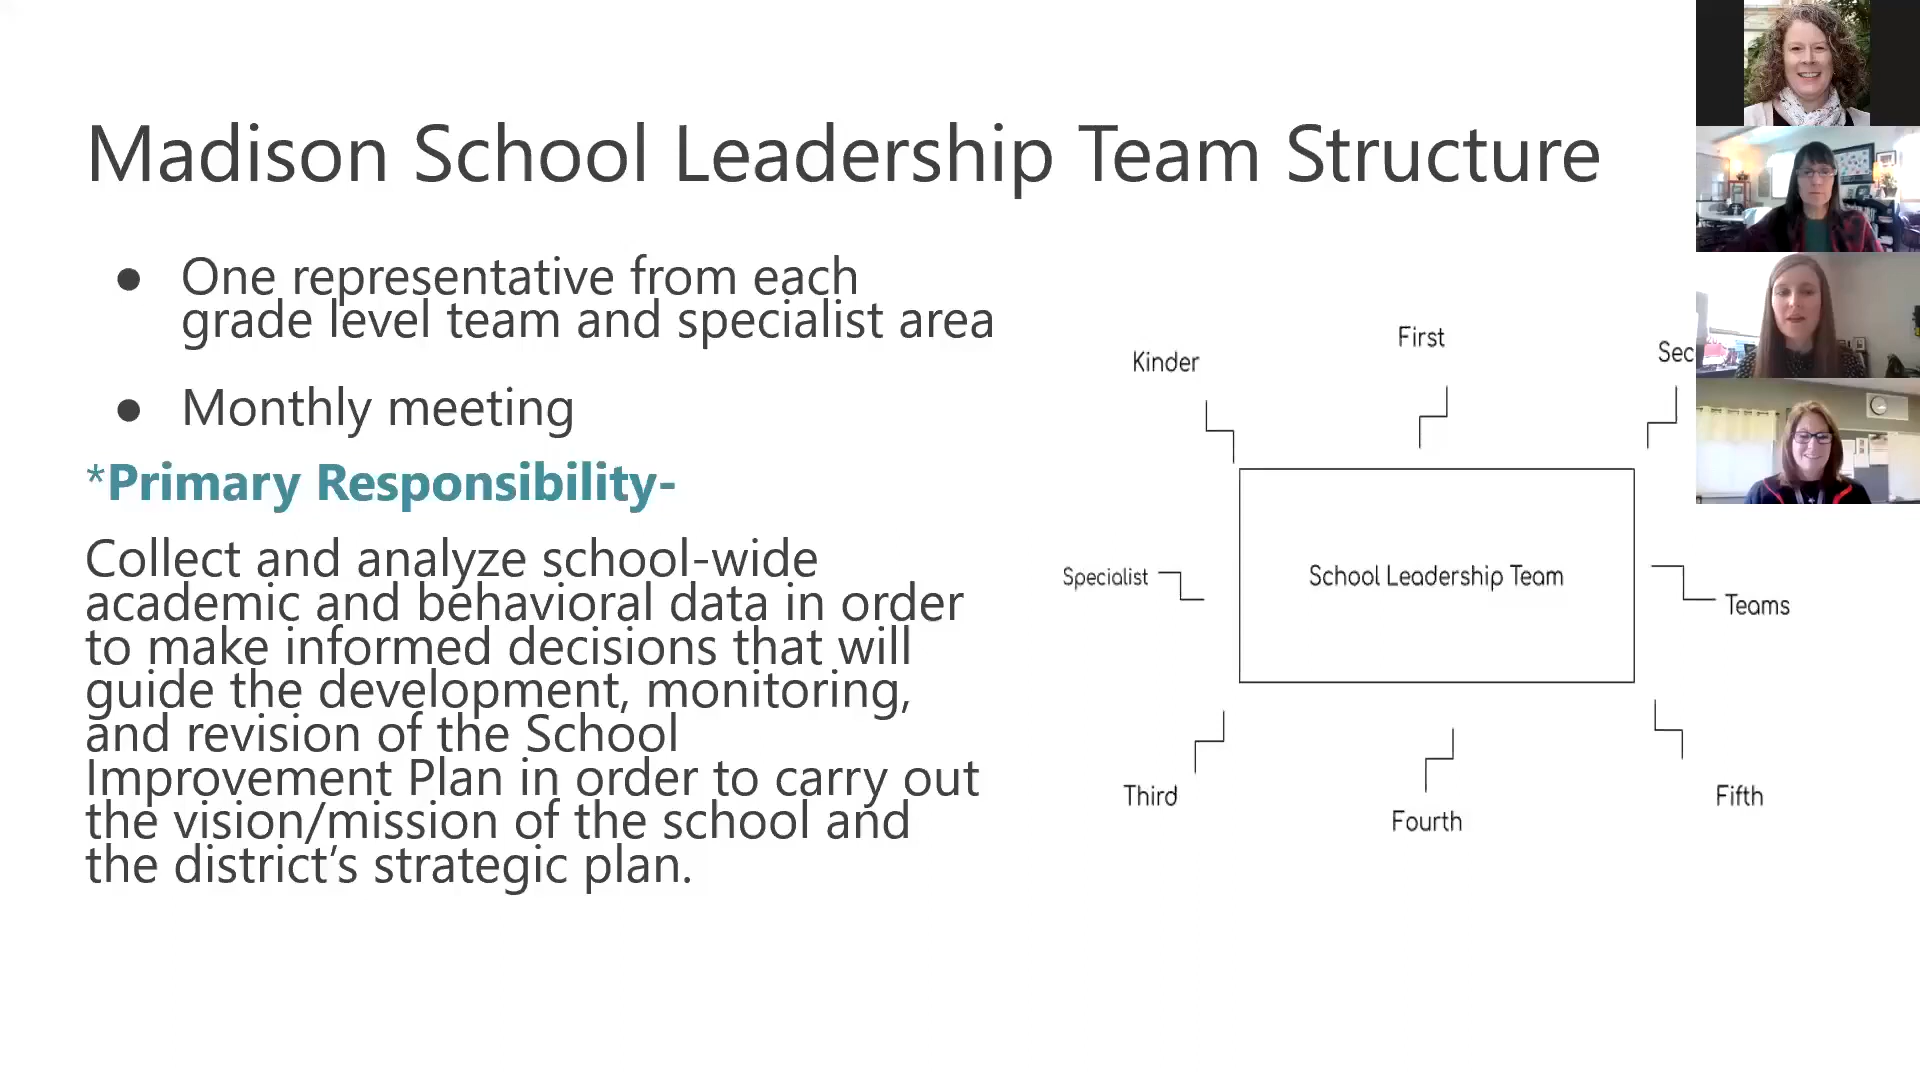 Madison School Leadership Team Structure
● One representative from each
grade level team and specialist area
● Monthly meeting
*Primary Responsibility-
Collect and analyze school-wide
academic and behavioral data in order
to make informed decisions that will
guide the development, monitoring,
and revision of the School
Improvement Plan in order to carry out
the vision/mission of the school and
the district’s strategic plan.
Kinder
First
Sec
Specialist
School Leadership Team
Teams
Third
Fourth
Fifth